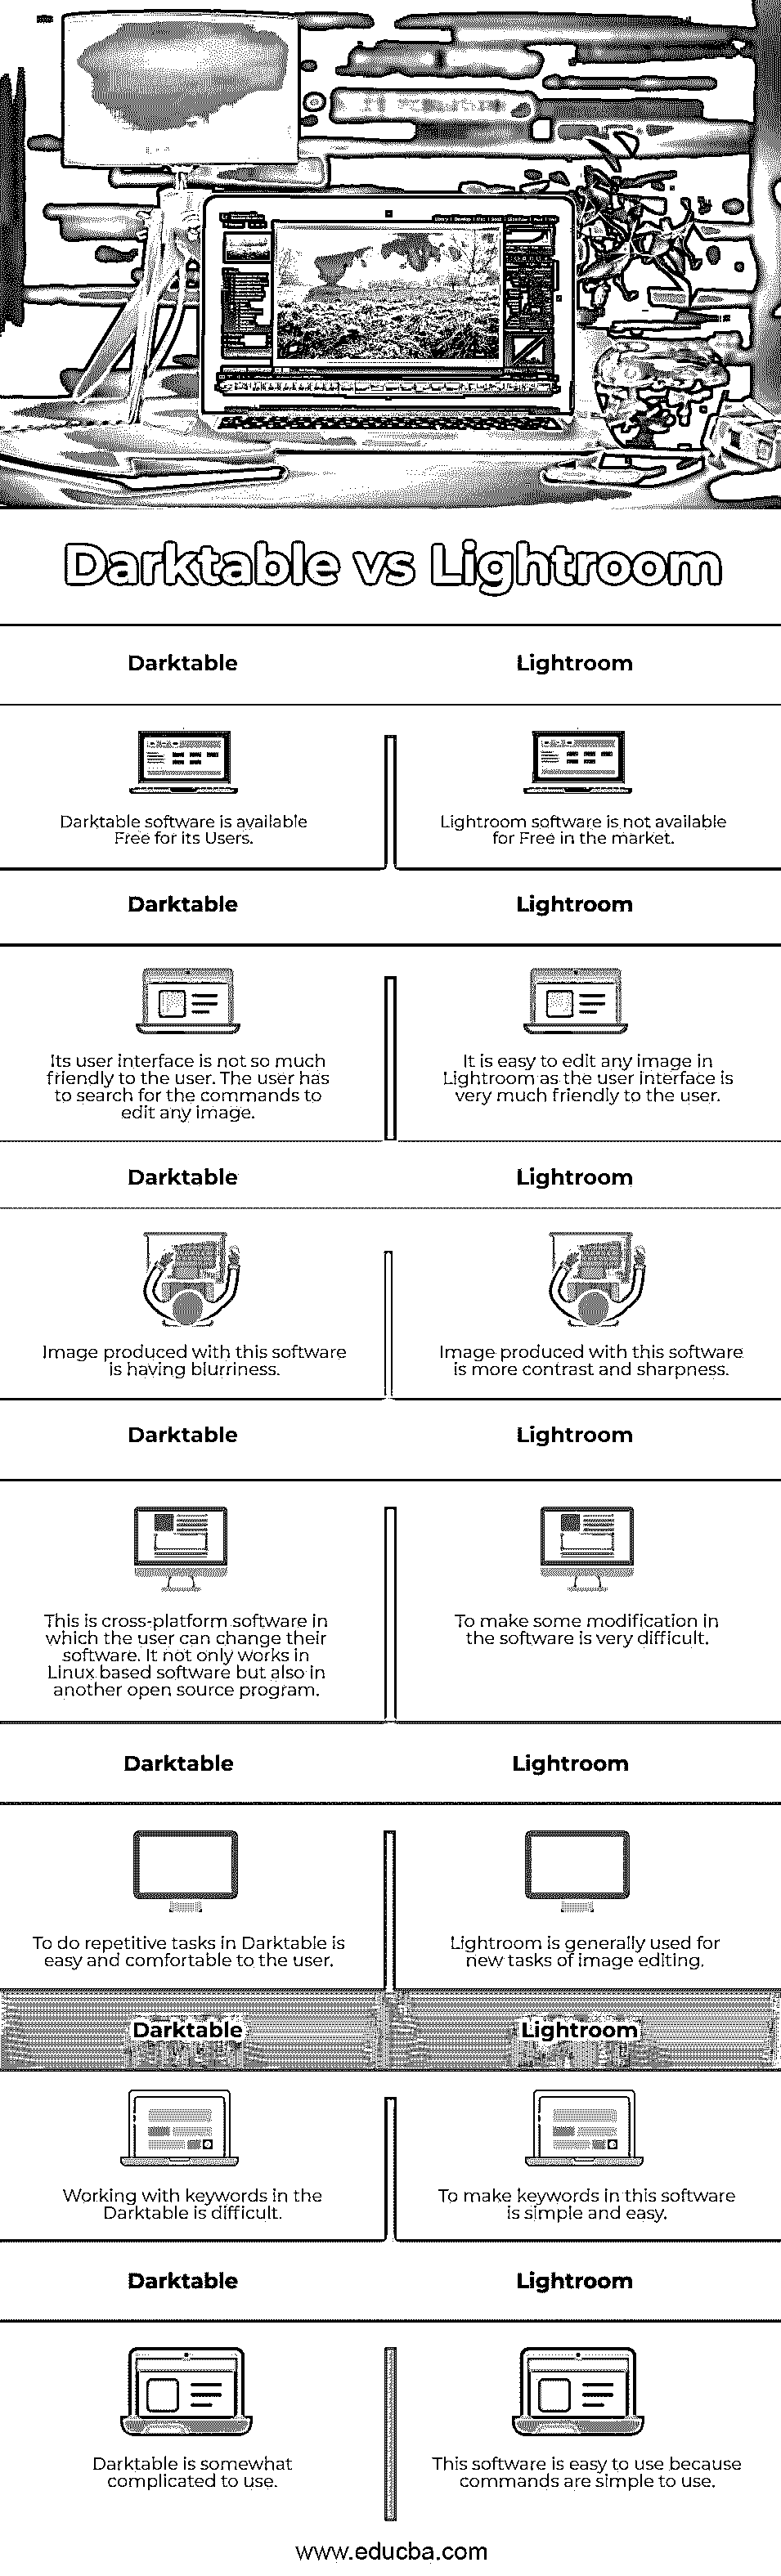 Darktable vs Lightroom
Darktable
Lightroom
Darktable software is available
Free for its Users.
Lightroom software is not available
for Free in the market.
Darktable
Lightroom
Its user interface is not so much
friendly to the user. The user has
to search for the commands to
edit any image.
It is easy to edit any image in
Lightroom as the user interface is
very much friendly to the user.
Darktable
Lightroom
Image produced with this software
is having blurriness.
Image produced with this software
is more contrast and sharpness.
Darktable
Lightroom
This is cross-platform software in
which the user can change their
software. It not only works in
Linux based software but also in
another open source program.
To make some modification in
the software is very difficult.
Darktable
Lightroom
To do repetitive tasks in Darktable is
easy and comfortable to the user.
Lightroom is generally used for
new tasks of image editing.
Darktable
Lightroom
Working with keywords in the
Darktable is difficult.
To make keywords in this software
is simple and easy.
Darktable
Lightroom
Darktable is somewhat
complicated to use.
This software is easy to use because
commands are simple to use.
www.educba.com